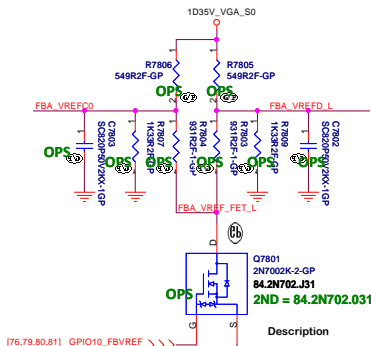 1D35V_VGA_S0
R7806
549R2F-GP
R7805
549R2F-GP
OPS
OPS
FBA_VREFC0
FBA_VREFD_L
C7803
SC820P50V2KX-1GP
OPS
R7807
1K33R2F-GP
OPS
R7804
931R2F-1-GP
OPS
R7803
931R2F-1-GP
OPS
R7809
1K33R2F-GP
OPS
C7802
SC820P50V2KX-1GP
OPS
FBA_VREF_FET_L
D
Q7801
2N7002K-2-GP
84.2N702.J31
2ND = 84.2N702.031
OPS
G
S
Description
[76,79,80,81] GPIO10_FBVREF